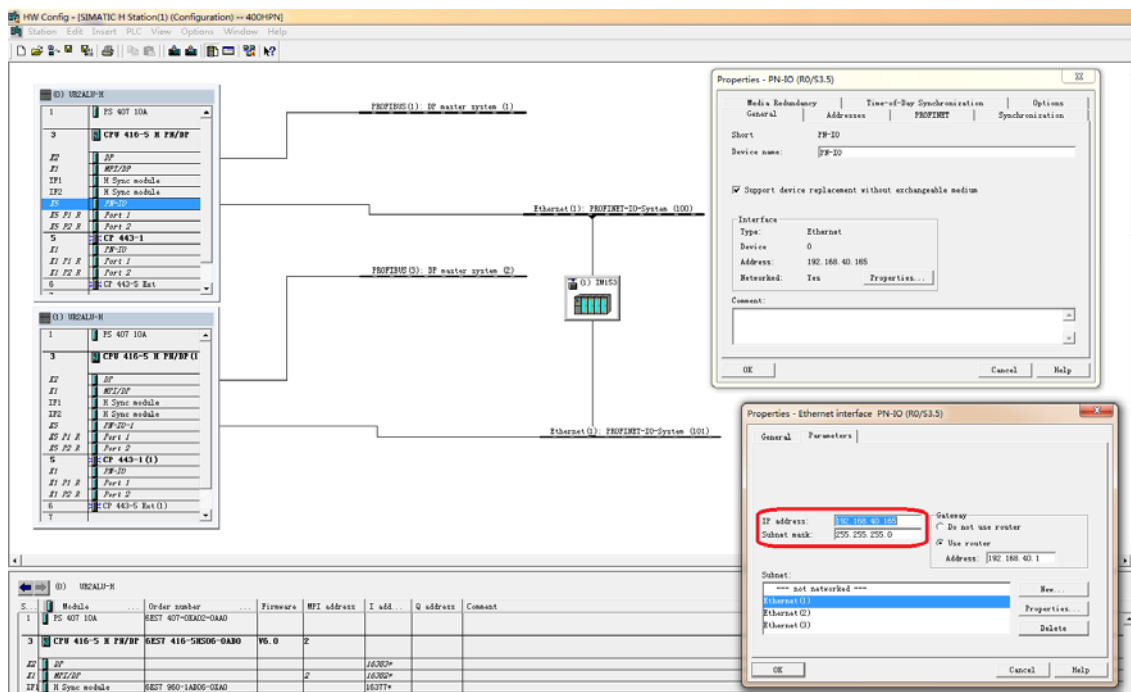 HW Config - [SIMATIC H Station(1) (Configuration) -- 400HPN]
Station Edit Insert PLC View Options Window Help
(0) UR2ALU-H
1 PS 407 10A
3 CPU 416-5 H PN/DP
X2 DP
X1 MPI/DP
IF1 H Sync module
IF2 H Sync module
X5 PN-IO
X5 P1 R Port 1
X5 P2 R Port 2
5 CP 443-1
X1 PN-IO
X1 P1 R Port 1
X1 P2 R Port 2
6 CP 443-5 Ext
PROFIBUS(1): DP master system (1)
Ethernet(1): PROFINET-IO-System (100)
PROFIBUS(3): DP master system (2)
(1) IM153
Ethernet(1): PROFINET-IO-System (101)
(1) UR2ALU-H
1 PS 407 10A
3 CPU 416-5 H PN/DP(1
X2 DP
X1 MPI/DP
IF1 H Sync module
IF2 H Sync module
X5 PN-IO-1
X5 P1 R Port 1
X5 P2 R Port 2
5 CP 443-1(1)
X1 PN-IO
X1 P1 R Port 1
X1 P2 R Port 2
6 CP 443-5 Ext(1)
7
Properties - PN-IO (R0/S3.5)
Media Redundancy Time-of-Day Synchronization Options
General Addresses PROFINET Synchronization
Short PN-IO
Device name: PN-IO
Support device replacement without exchangeable medium
Interface
Type: Ethernet
Device 0
Address: 192.168.40.165
Networked: Yes Properties...
Comment:
OK Cancel Help
Properties - Ethernet interface PN-IO (R0/S3.5)
General Parameters
IP address: 192.168.40.165
Subnet mask: 255.255.255.0
Gateway
Do not use router
Use router
Address: 192.168.40.1
Subnet:
--- not networked ---
Ethernet(1)
Ethernet(2)
Ethernet(3)
New...
Properties...
Delete
OK Cancel Help
(0) UR2ALU-H
S... Module ... Order number ... Firmware MPI address I add... Q address Comment
1 PS 407 10A 6ES7 407-0KA02-0AA0
3 CPU 416-5 H PN/DP 6ES7 416-5HS06-0AB0 V6.0 2
X2 DP 16383*
X1 MPI/DP 2 16382*
IF1 H Sync module 6ES7 960-1AB06-0XA0 16377*